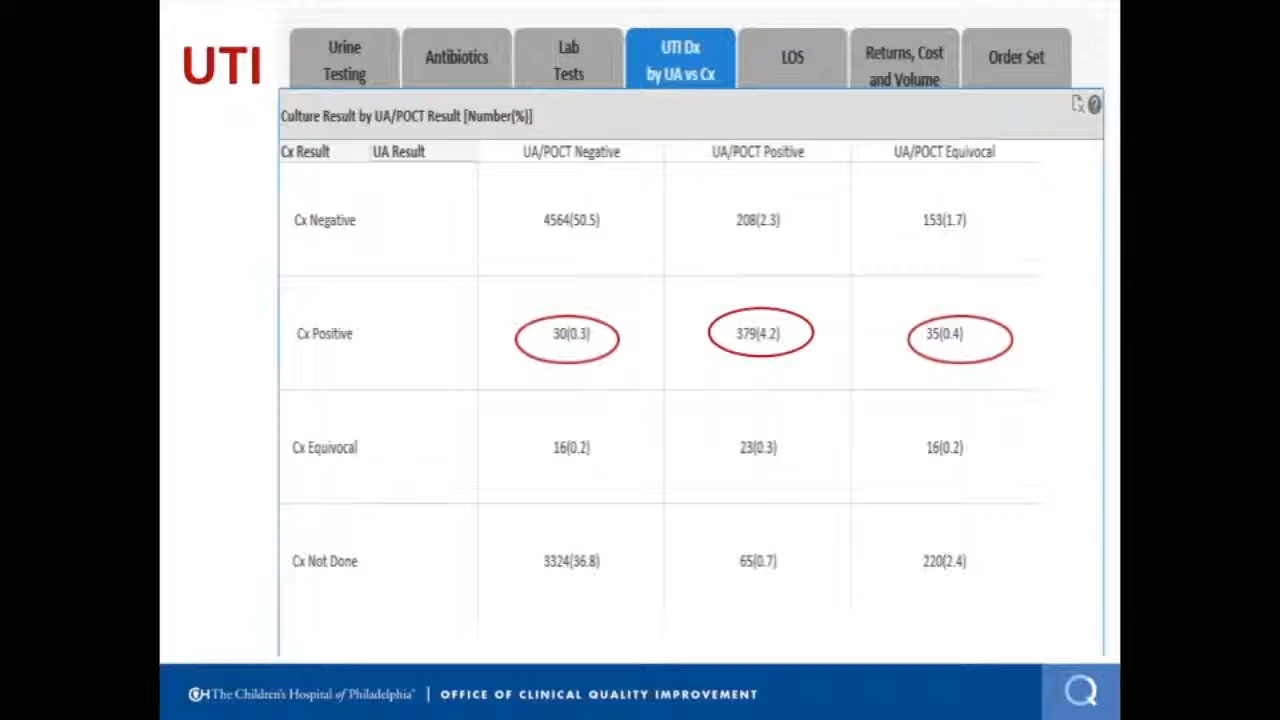 UTI
Urine
Testing
Antibiotics
Lab
Tests
UTI Dx
by UA vs Cx
LOS
Returns, Cost
and Volume
Order Set
Culture Result by UA/POCT Result [Number(%)]
Cx Result UA Result UA/POCT Negative UA/POCT Positive UA/POCT Equivocal
Cx Negative 4564(50.5) 208(2.3) 153(1.7)
Cx Positive 30(0.3) 379(4.2) 35(0.4)
Cx Equivocal 16(0.2) 23(0.3) 16(0.2)
Cx Not Done 3324(36.8) 65(0.7) 220(2.4)
The Children's Hospital of Philadelphia® | OFFICE OF CLINICAL QUALITY IMPROVEMENT